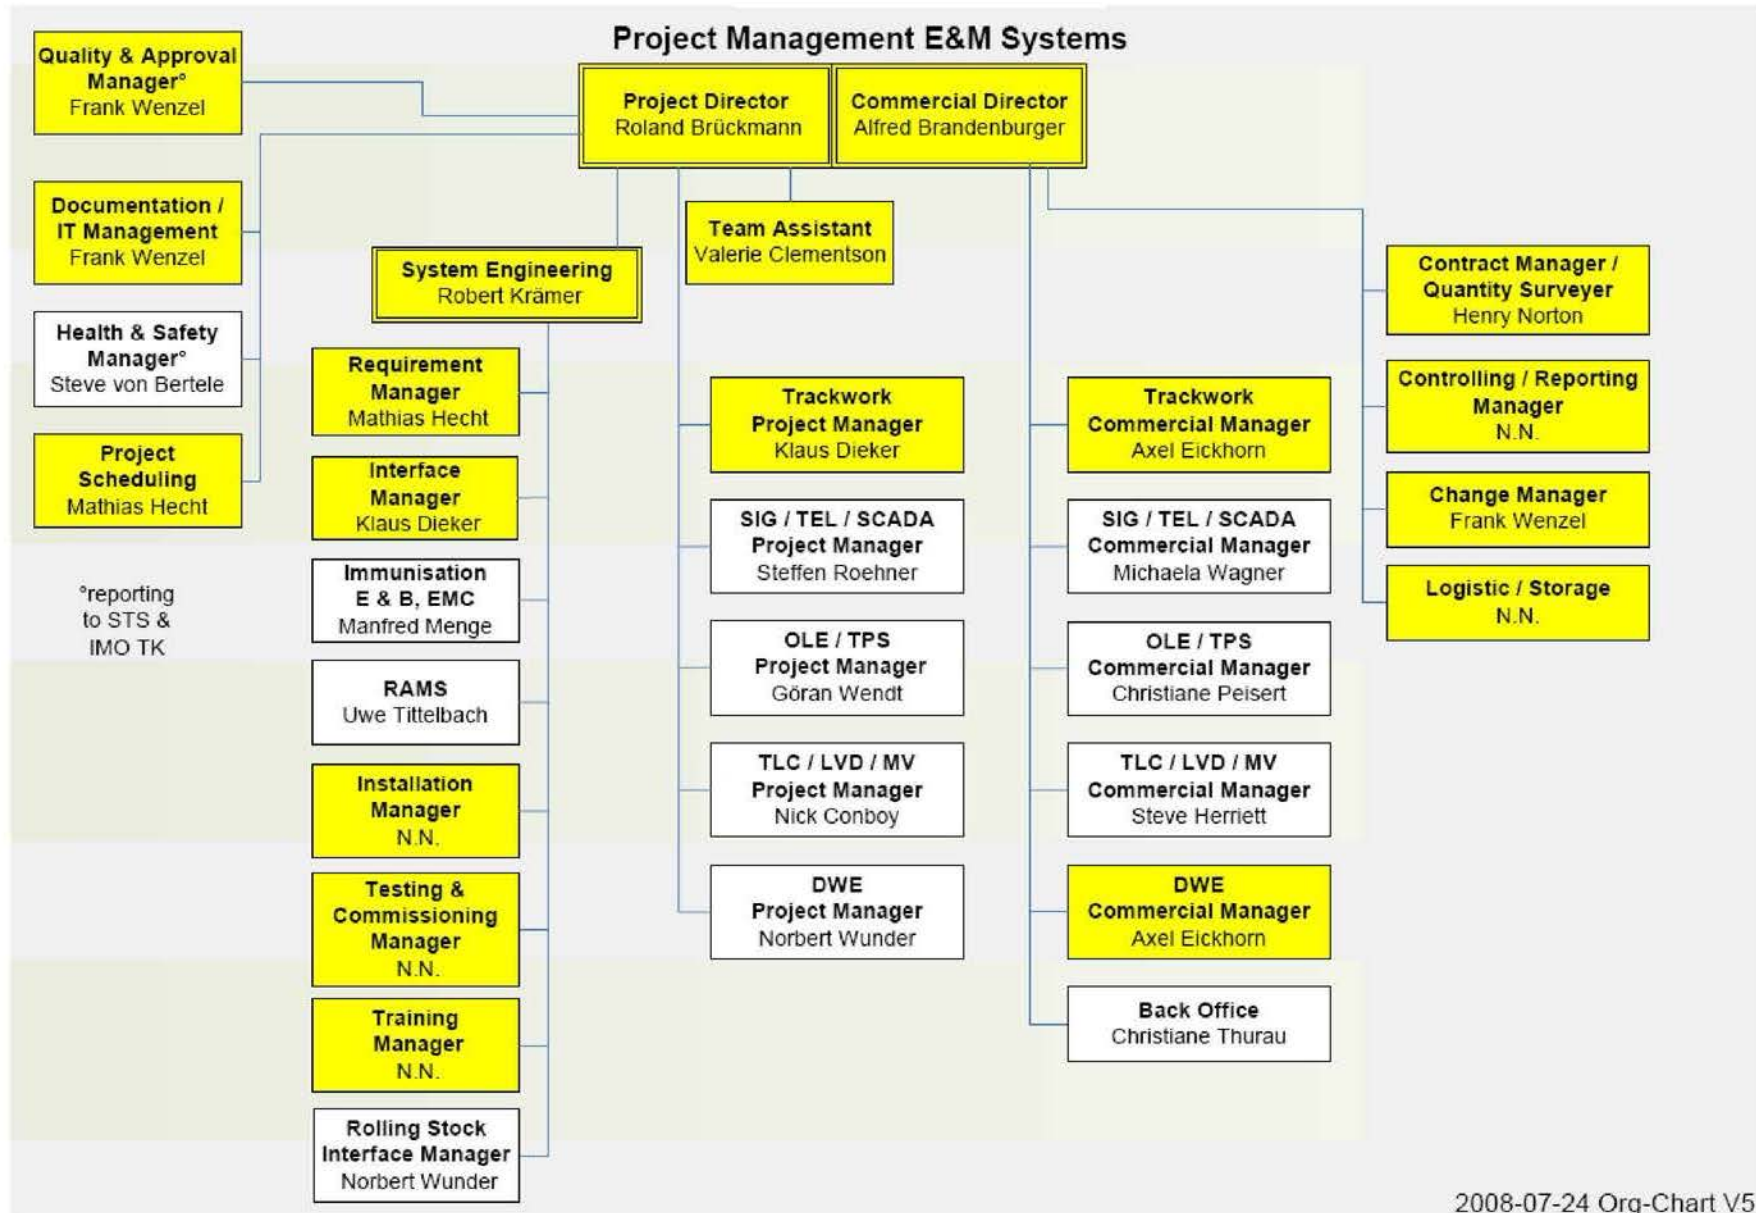 Project Management E&M Systems
Quality & Approval
Manager°
Frank Wenzel
Project Director
Roland Brückmann
Commercial Director
Alfred Brandenburger
Documentation /
IT Management
Frank Wenzel
Team Assistant
Valerie Clementson
System Engineering
Robert Krämer
Health & Safety
Manager°
Steve von Bertele
Project
Scheduling
Mathias Hecht
°reporting
to STS &
IMO TK
Requirement
Manager
Mathias Hecht
Interface
Manager
Klaus Dieker
Immunisation
E & B, EMC
Manfred Menge
RAMS
Uwe Tittelbach
Installation
Manager
N.N.
Testing &
Commissioning
Manager
N.N.
Training
Manager
N.N.
Rolling Stock
Interface Manager
Norbert Wunder
Trackwork
Project Manager
Klaus Dieker
SIG / TEL / SCADA
Project Manager
Steffen Roehner
OLE / TPS
Project Manager
Göran Wendt
TLC / LVD / MV
Project Manager
Nick Conboy
DWE
Project Manager
Norbert Wunder
Trackwork
Commercial Manager
Axel Eickhorn
SIG / TEL / SCADA
Commercial Manager
Michaela Wagner
OLE / TPS
Commercial Manager
Christiane Peisert
TLC / LVD / MV
Commercial Manager
Steve Herriett
DWE
Commercial Manager
Axel Eickhorn
Back Office
Christiane Thurau
Contract Manager /
Quantity Surveyer
Henry Norton
Controlling / Reporting
Manager
N.N.
Change Manager
Frank Wenzel
Logistic / Storage
N.N.
2008-07-24 Org-Chart V5